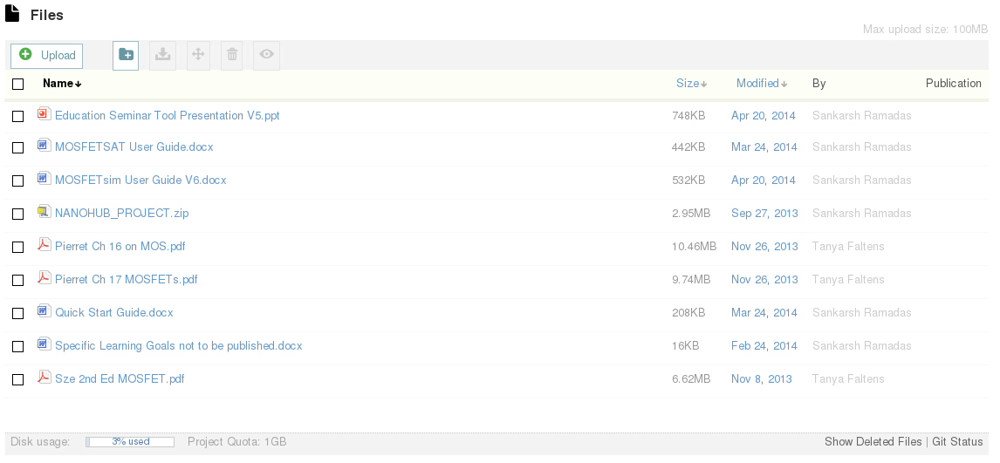 Files
Max upload size: 100MB
Upload
Name Size Modified By Publication
Education Seminar Tool Presentation V5.ppt 748KB Apr 20, 2014 Sankarsh Ramadas
MOSFETSAT User Guide.docx 442KB Mar 24, 2014 Sankarsh Ramadas
MOSFETsim User Guide V6.docx 532KB Apr 20, 2014 Sankarsh Ramadas
NANOHUB_PROJECT.zip 2.95MB Sep 27, 2013 Sankarsh Ramadas
Pierret Ch 16 on MOS.pdf 10.46MB Nov 26, 2013 Tanya Faltens
Pierret Ch 17 MOSFETs.pdf 9.74MB Nov 26, 2013 Tanya Faltens
Quick Start Guide.docx 208KB Mar 24, 2014 Sankarsh Ramadas
Specific Learning Goals not to be published.docx 16KB Feb 24, 2014 Sankarsh Ramadas
Sze 2nd Ed MOSFET.pdf 6.62MB Nov 8, 2013 Tanya Faltens
Disk usage: 3% used Project Quota: 1GB Show Deleted Files | Git Status